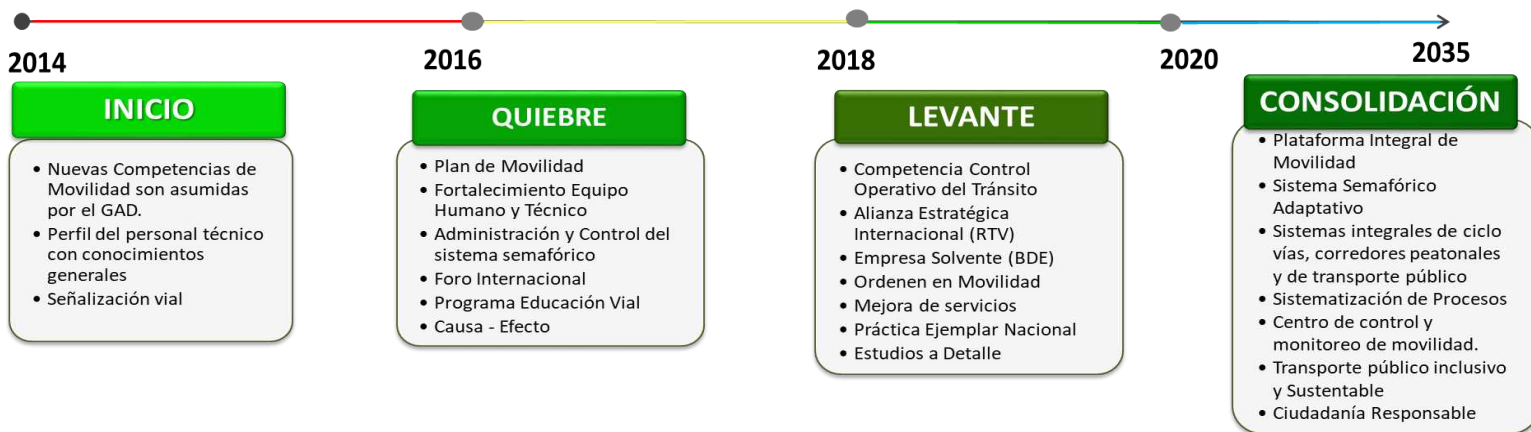 2014
2016
2018
2020
2035
INICIO
• Nuevas Competencias de
Movilidad son asumidas
por el GAD.
• Perfil del personal técnico
con conocimientos
generales
• Señalización vial
QUIEBRE
• Plan de Movilidad
• Fortalecimiento Equipo
Humano y Técnico
• Administración y Control del
sistema semafórico
• Foro Internacional
• Programa Educación Vial
• Causa - Efecto
LEVANTE
• Competencia Control
Operativo del Tránsito
• Alianza Estratégica
Internacional (RTV)
• Empresa Solvente (BDE)
• Ordenen en Movilidad
• Mejora de servicios
• Práctica Ejemplar Nacional
• Estudios a Detalle
CONSOLIDACIÓN
• Plataforma Integral de
Movilidad
• Sistema Semafórico
Adaptativo
• Sistemas integrales de ciclo
vías, corredores peatonales
y de transporte público
• Sistematización de Procesos
• Centro de control y
monitoreo de movilidad.
• Transporte público inclusivo
y Sustentable
• Ciudadanía Responsable